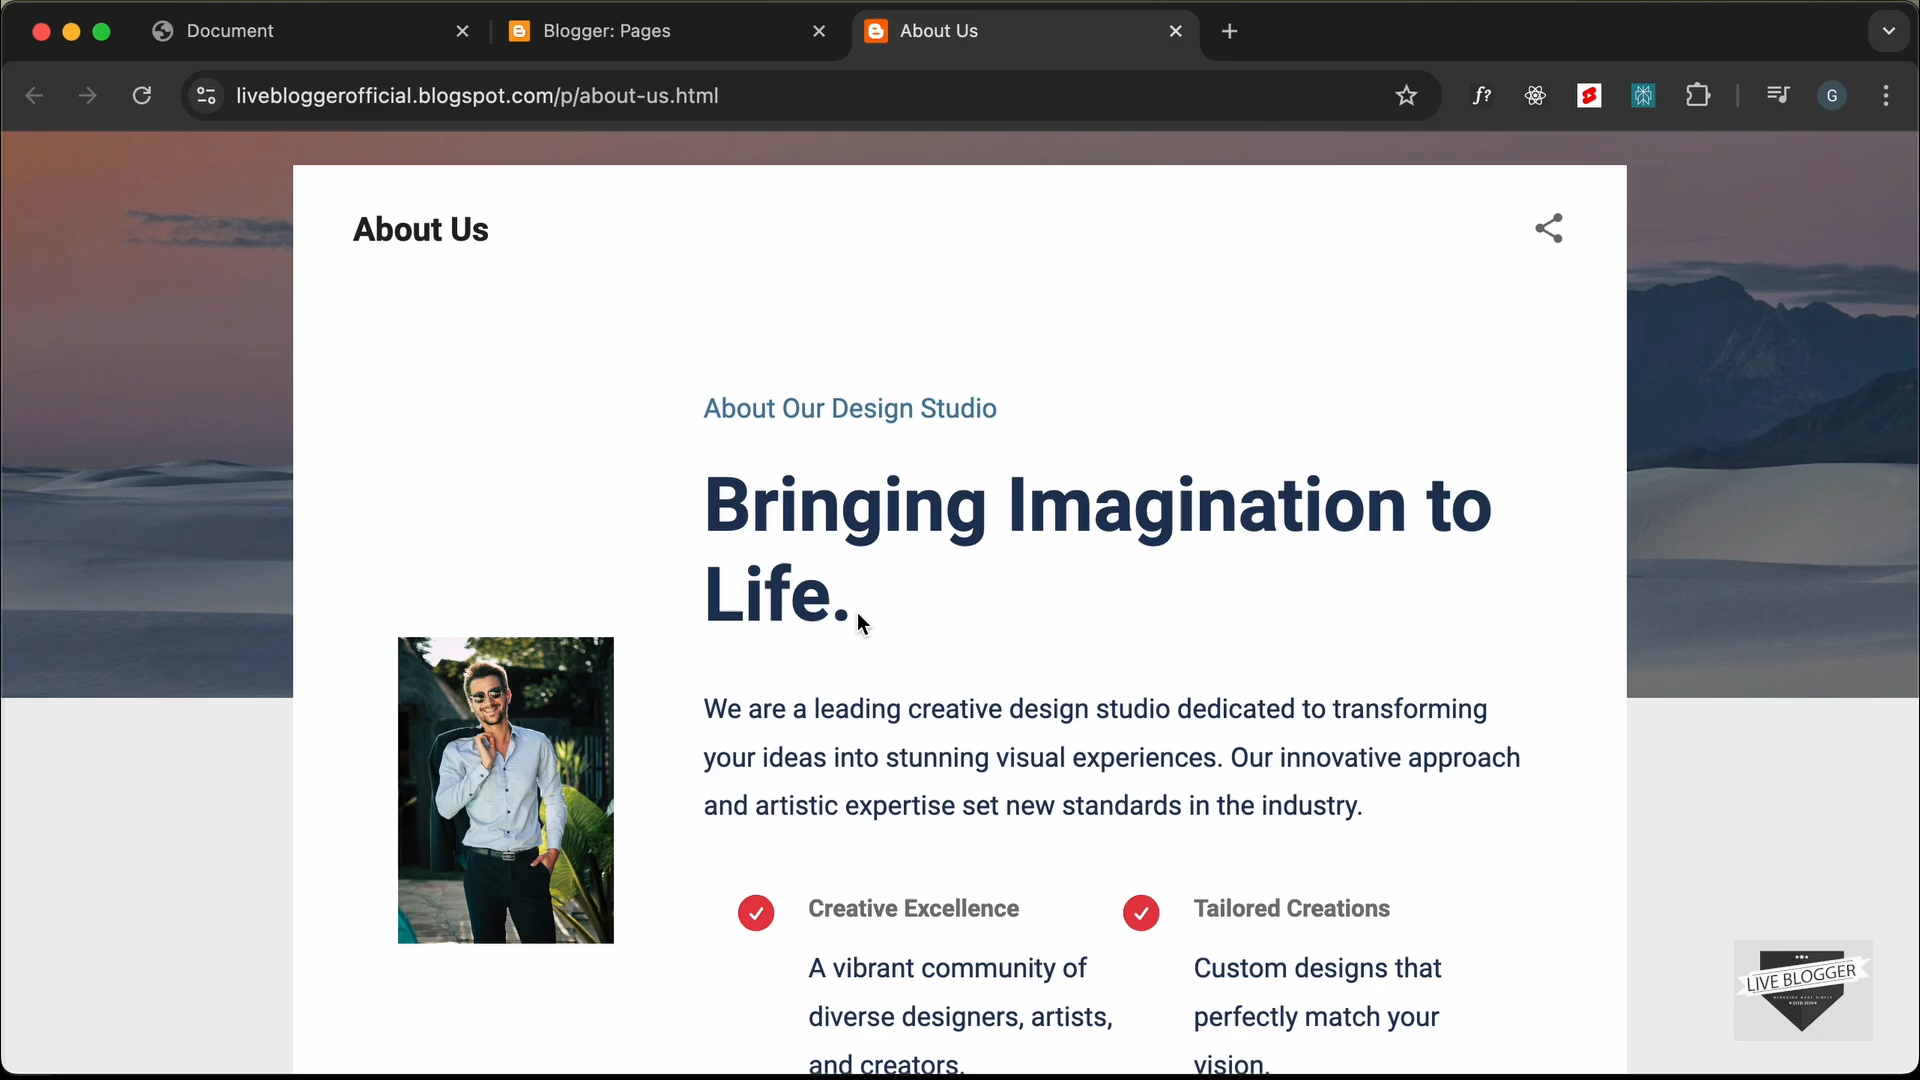 Document
Blogger: Pages
About Us
livebloggerofficial.blogspot.com/p/about-us.html
f?
G
About Us
About Our Design Studio
Bringing Imagination to
Life.
We are a leading creative design studio dedicated to transforming
your ideas into stunning visual experiences. Our innovative approach
and artistic expertise set new standards in the industry.
Creative Excellence
A vibrant community of
diverse designers, artists,
and creators.
Tailored Creations
Custom designs that
perfectly match your
vision.
LIVE BLOGGER